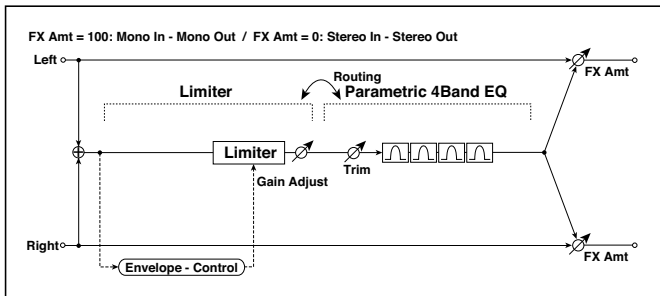 FX Amt = 100: Mono In - Mono Out / FX Amt = 0: Stereo In - Stereo Out
Left
FX Amt
Routing
Limiter
Parametric 4Band EQ
Limiter
Gain Adjust
Trim
Right
FX Amt
Envelope - Control